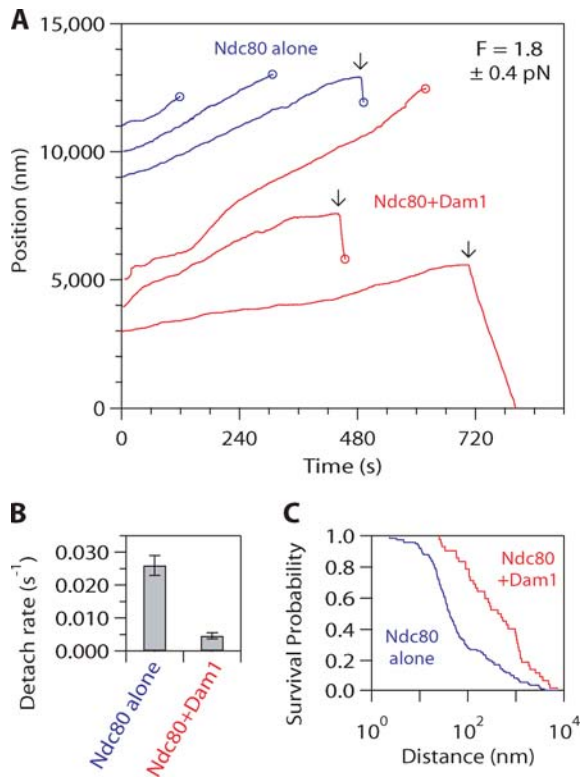 A
15,000
10,000
5,000
0
Position (nm)
Ndc80 alone
F = 1.8
± 0.4 pN
Ndc80+Dam1
0
240
480
720
Time (s)
B
0.030
0.020
0.010
0.000
Detach rate (s⁻¹)
Ndc80 alone
Ndc80+Dam1
C
1.0
0.8
0.6
0.4
0.2
0.0
Survival Probability
Ndc80
+Dam1
Ndc80
alone
10⁰
10²
10⁴
Distance (nm)